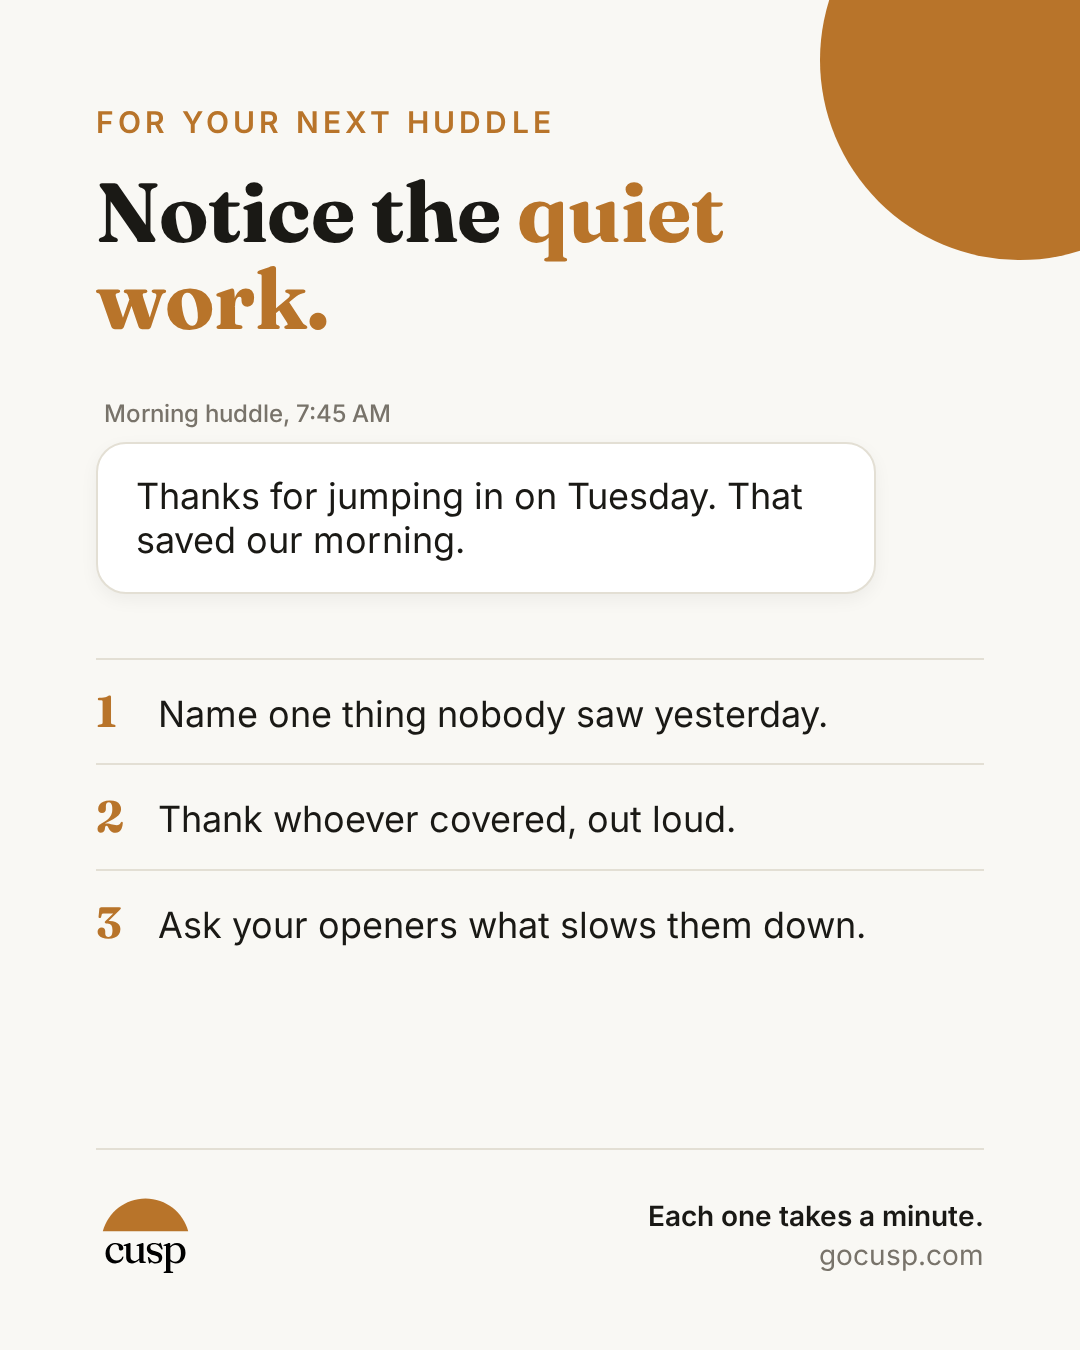 FOR YOUR NEXT HUDDLE
Notice the quiet
work.
Morning huddle, 7:45 AM
Thanks for jumping in on Tuesday. That
saved our morning.
1 Name one thing nobody saw yesterday.
2 Thank whoever covered, out loud.
3 Ask your openers what slows them down.
cusp
Each one takes a minute.
gocusp.com